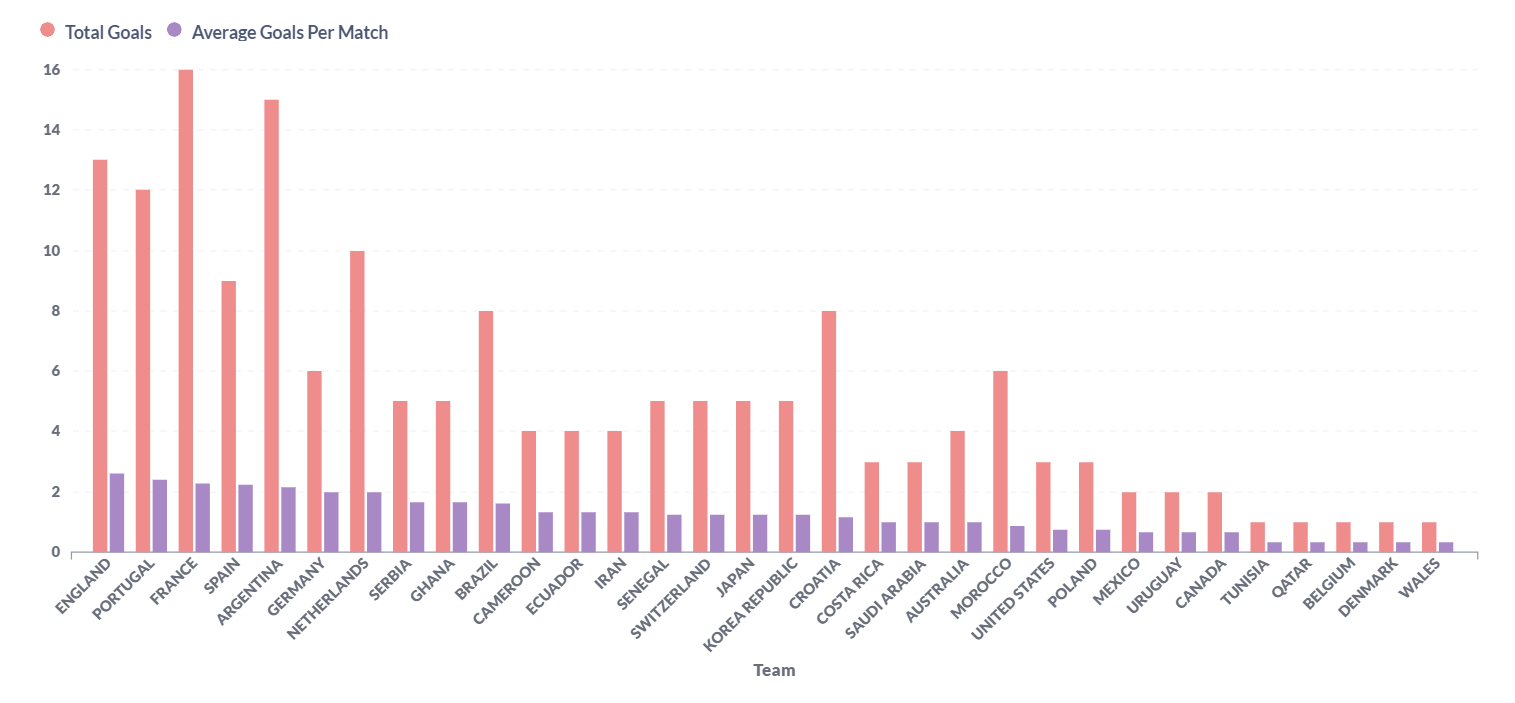 Total Goals Average Goals Per Match
16
14
12
10
8
6
4
2
0
ENGLAND
PORTUGAL
FRANCE
SPAIN
ARGENTINA
GERMANY
NETHERLANDS
SERBIA
GHANA
BRAZIL
CAMEROON
ECUADOR
IRAN
SENEGAL
SWITZERLAND
JAPAN
KOREA REPUBLIC
CROATIA
COSTA RICA
SAUDI ARABIA
AUSTRALIA
MOROCCO
UNITED STATES
POLAND
MEXICO
URUGUAY
CANADA
TUNISIA
QATAR
BELGIUM
DENMARK
WALES
Team